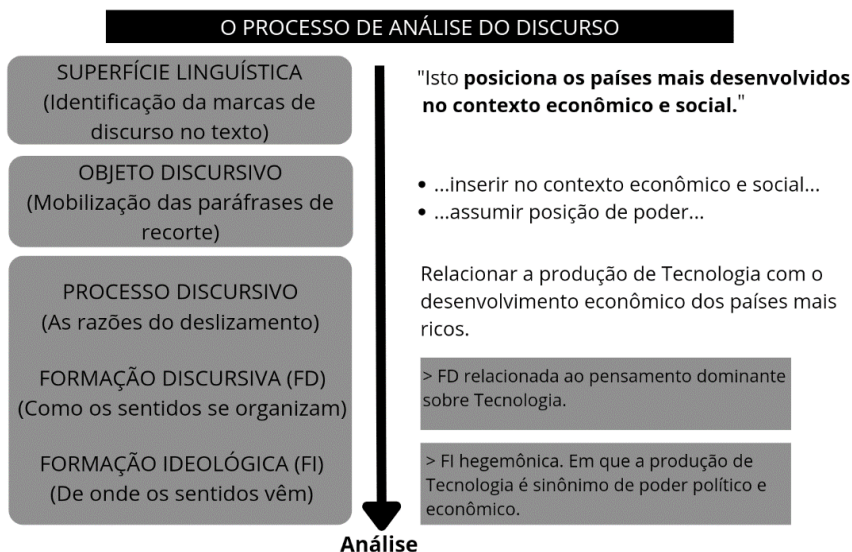 O PROCESSO DE ANÁLISE DO DISCURSO
SUPERFÍCIE LINGUÍSTICA
(Identificação da marcas de
discurso no texto)
"Isto posiciona os países mais desenvolvidos
no contexto econômico e social."
OBJETO DISCURSIVO
(Mobilização das paráfrases de
recorte)
• ...inserir no contexto econômico e social...
• ...assumir posição de poder...
PROCESSO DISCURSIVO
(As razões do deslizamento)
Relacionar a produção de Tecnologia com o
desenvolvimento econômico dos países mais
ricos.
FORMAÇÃO DISCURSIVA (FD)
(Como os sentidos se organizam)
> FD relacionada ao pensamento dominante
sobre Tecnologia.
FORMAÇÃO IDEOLÓGICA (FI)
(De onde os sentidos vêm)
> FI hegemônica. Em que a produção de
Tecnologia é sinônimo de poder político e
econômico.
Análise